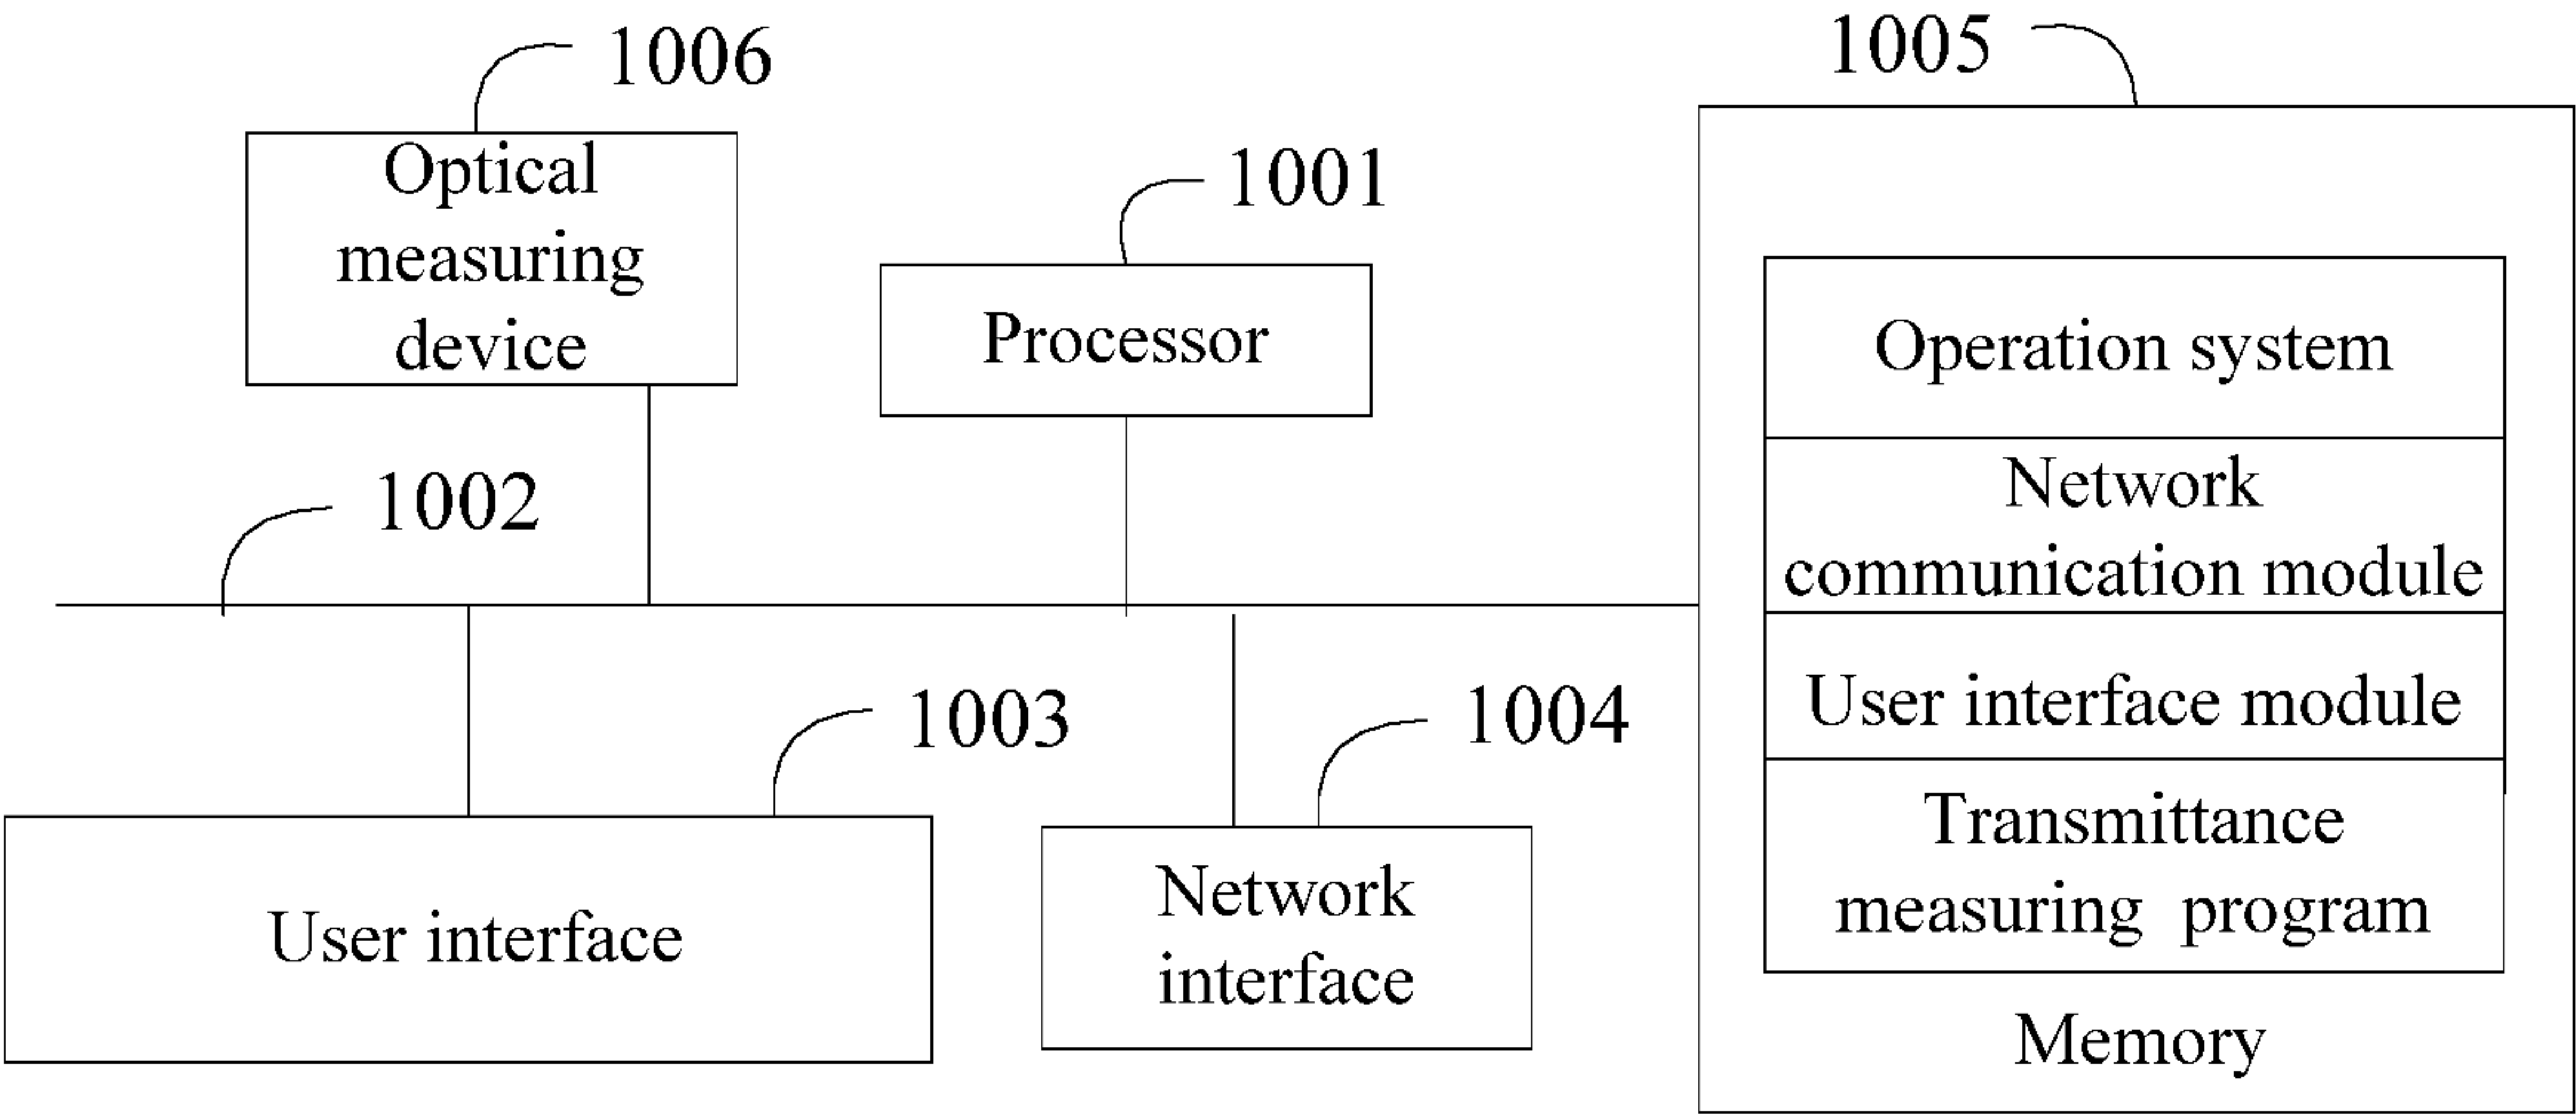 1006
1005
Optical
measuring
device
1001
Processor
Operation system
Network
communication module
User interface module
Transmittance
measuring program
Memory
1002
1003
1004
User interface
Network
interface